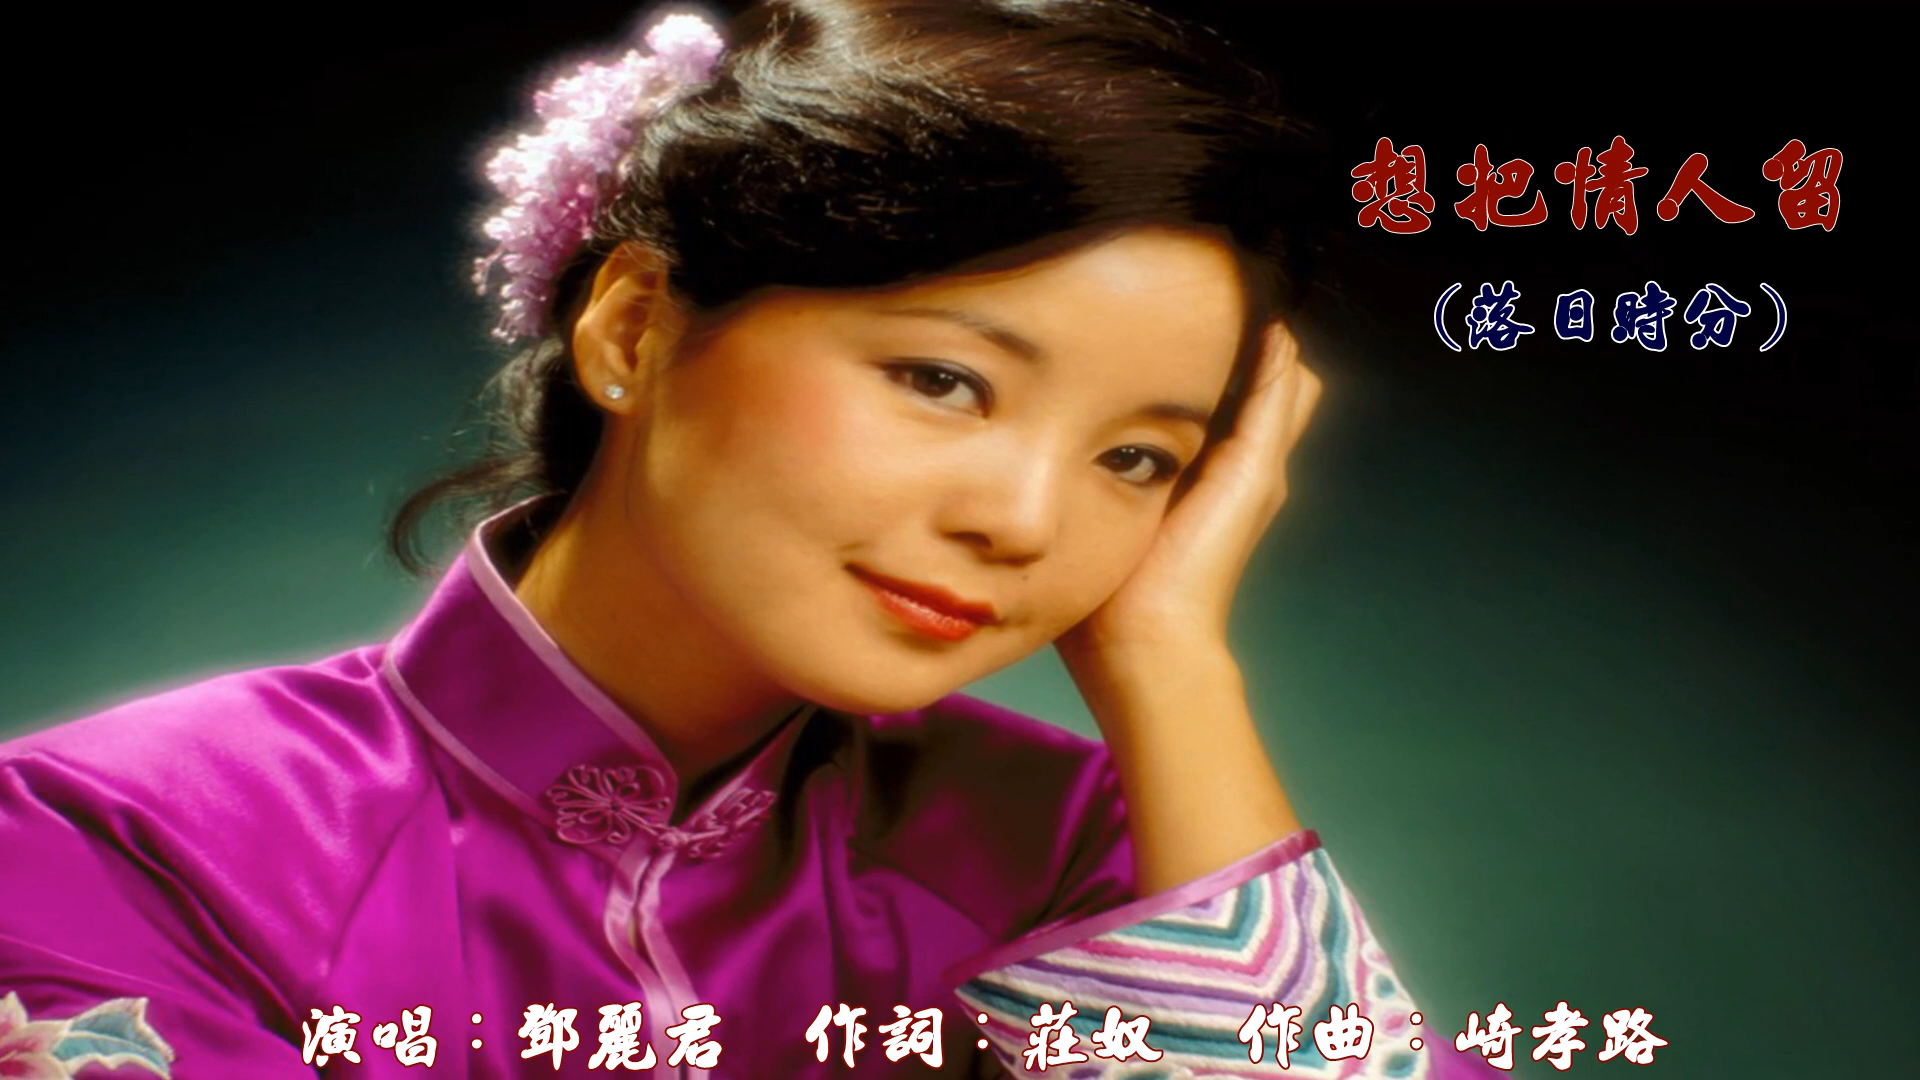 想把情人留
（落日時分）
演唱：鄧麗君　作詞：莊奴　作曲：崎孝路